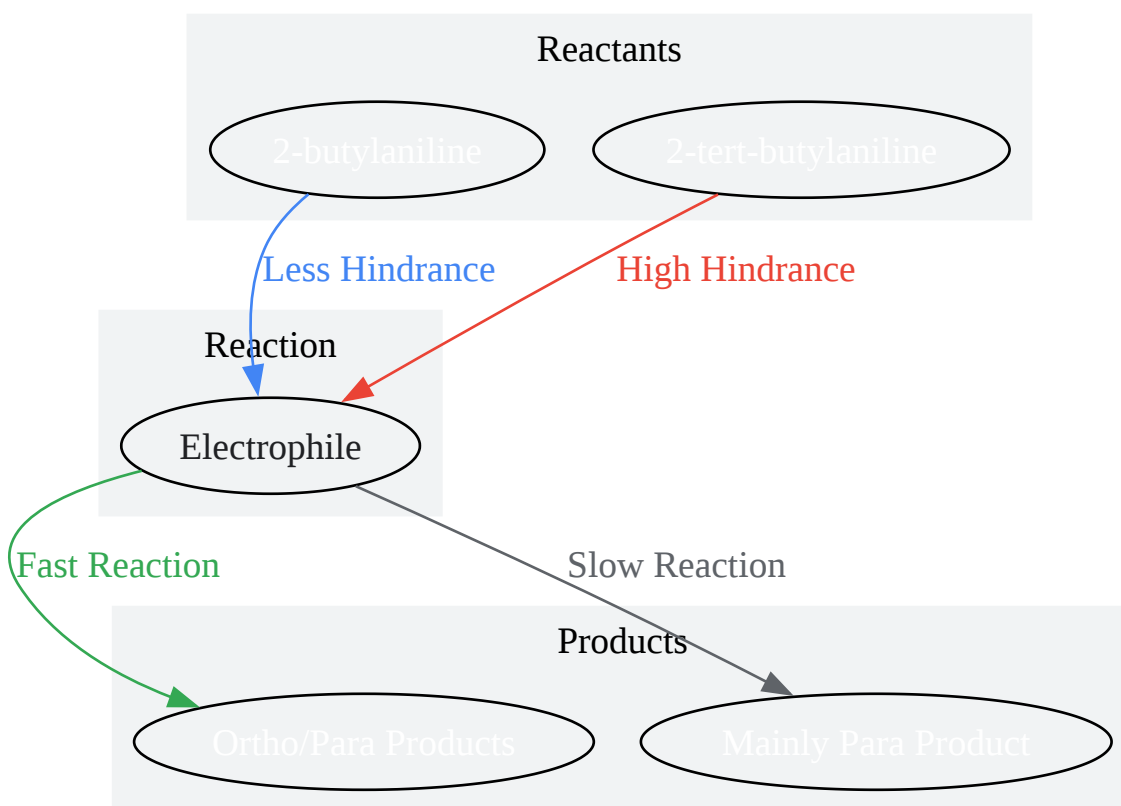 Reactants
2-butylaniline
2-tert-butylaniline
Less Hindrance
High Hindrance
Reaction
Electrophile
Fast Reaction
Slow Reaction
Products
Ortho/Para Products
Mainly Para Product